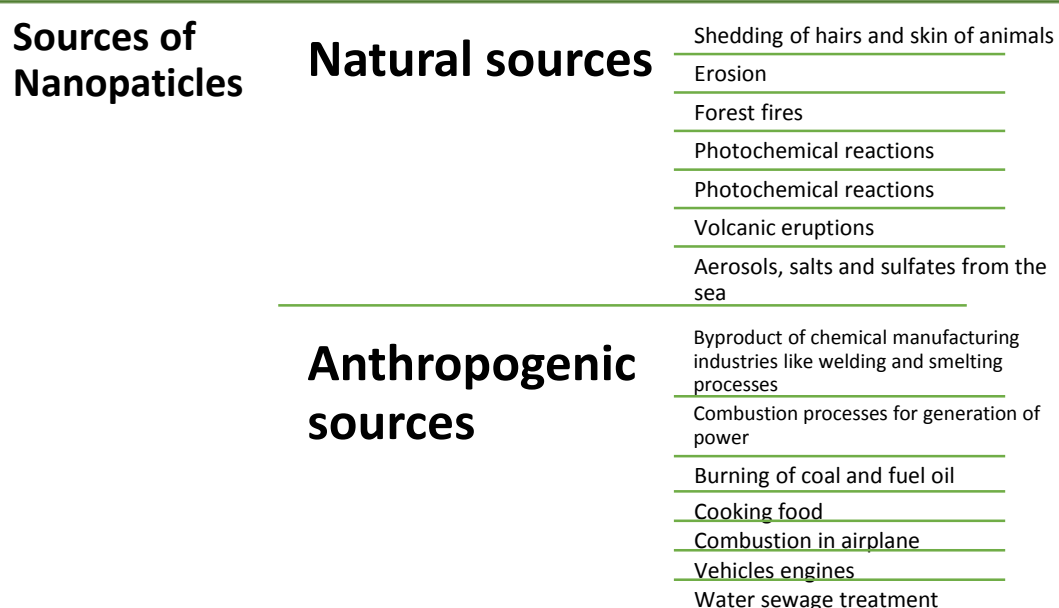 Sources of
Nanopaticles
Natural sources
Shedding of hairs and skin of animals
Erosion
Forest fires
Photochemical reactions
Photochemical reactions
Volcanic eruptions
Aerosols, salts and sulfates from the
sea
Anthropogenic
sources
Byproduct of chemical manufacturing
industries like welding and smelting
processes
Combustion processes for generation of
power
Burning of coal and fuel oil
Cooking food
Combustion in airplane
Vehicles engines
Water sewage treatment